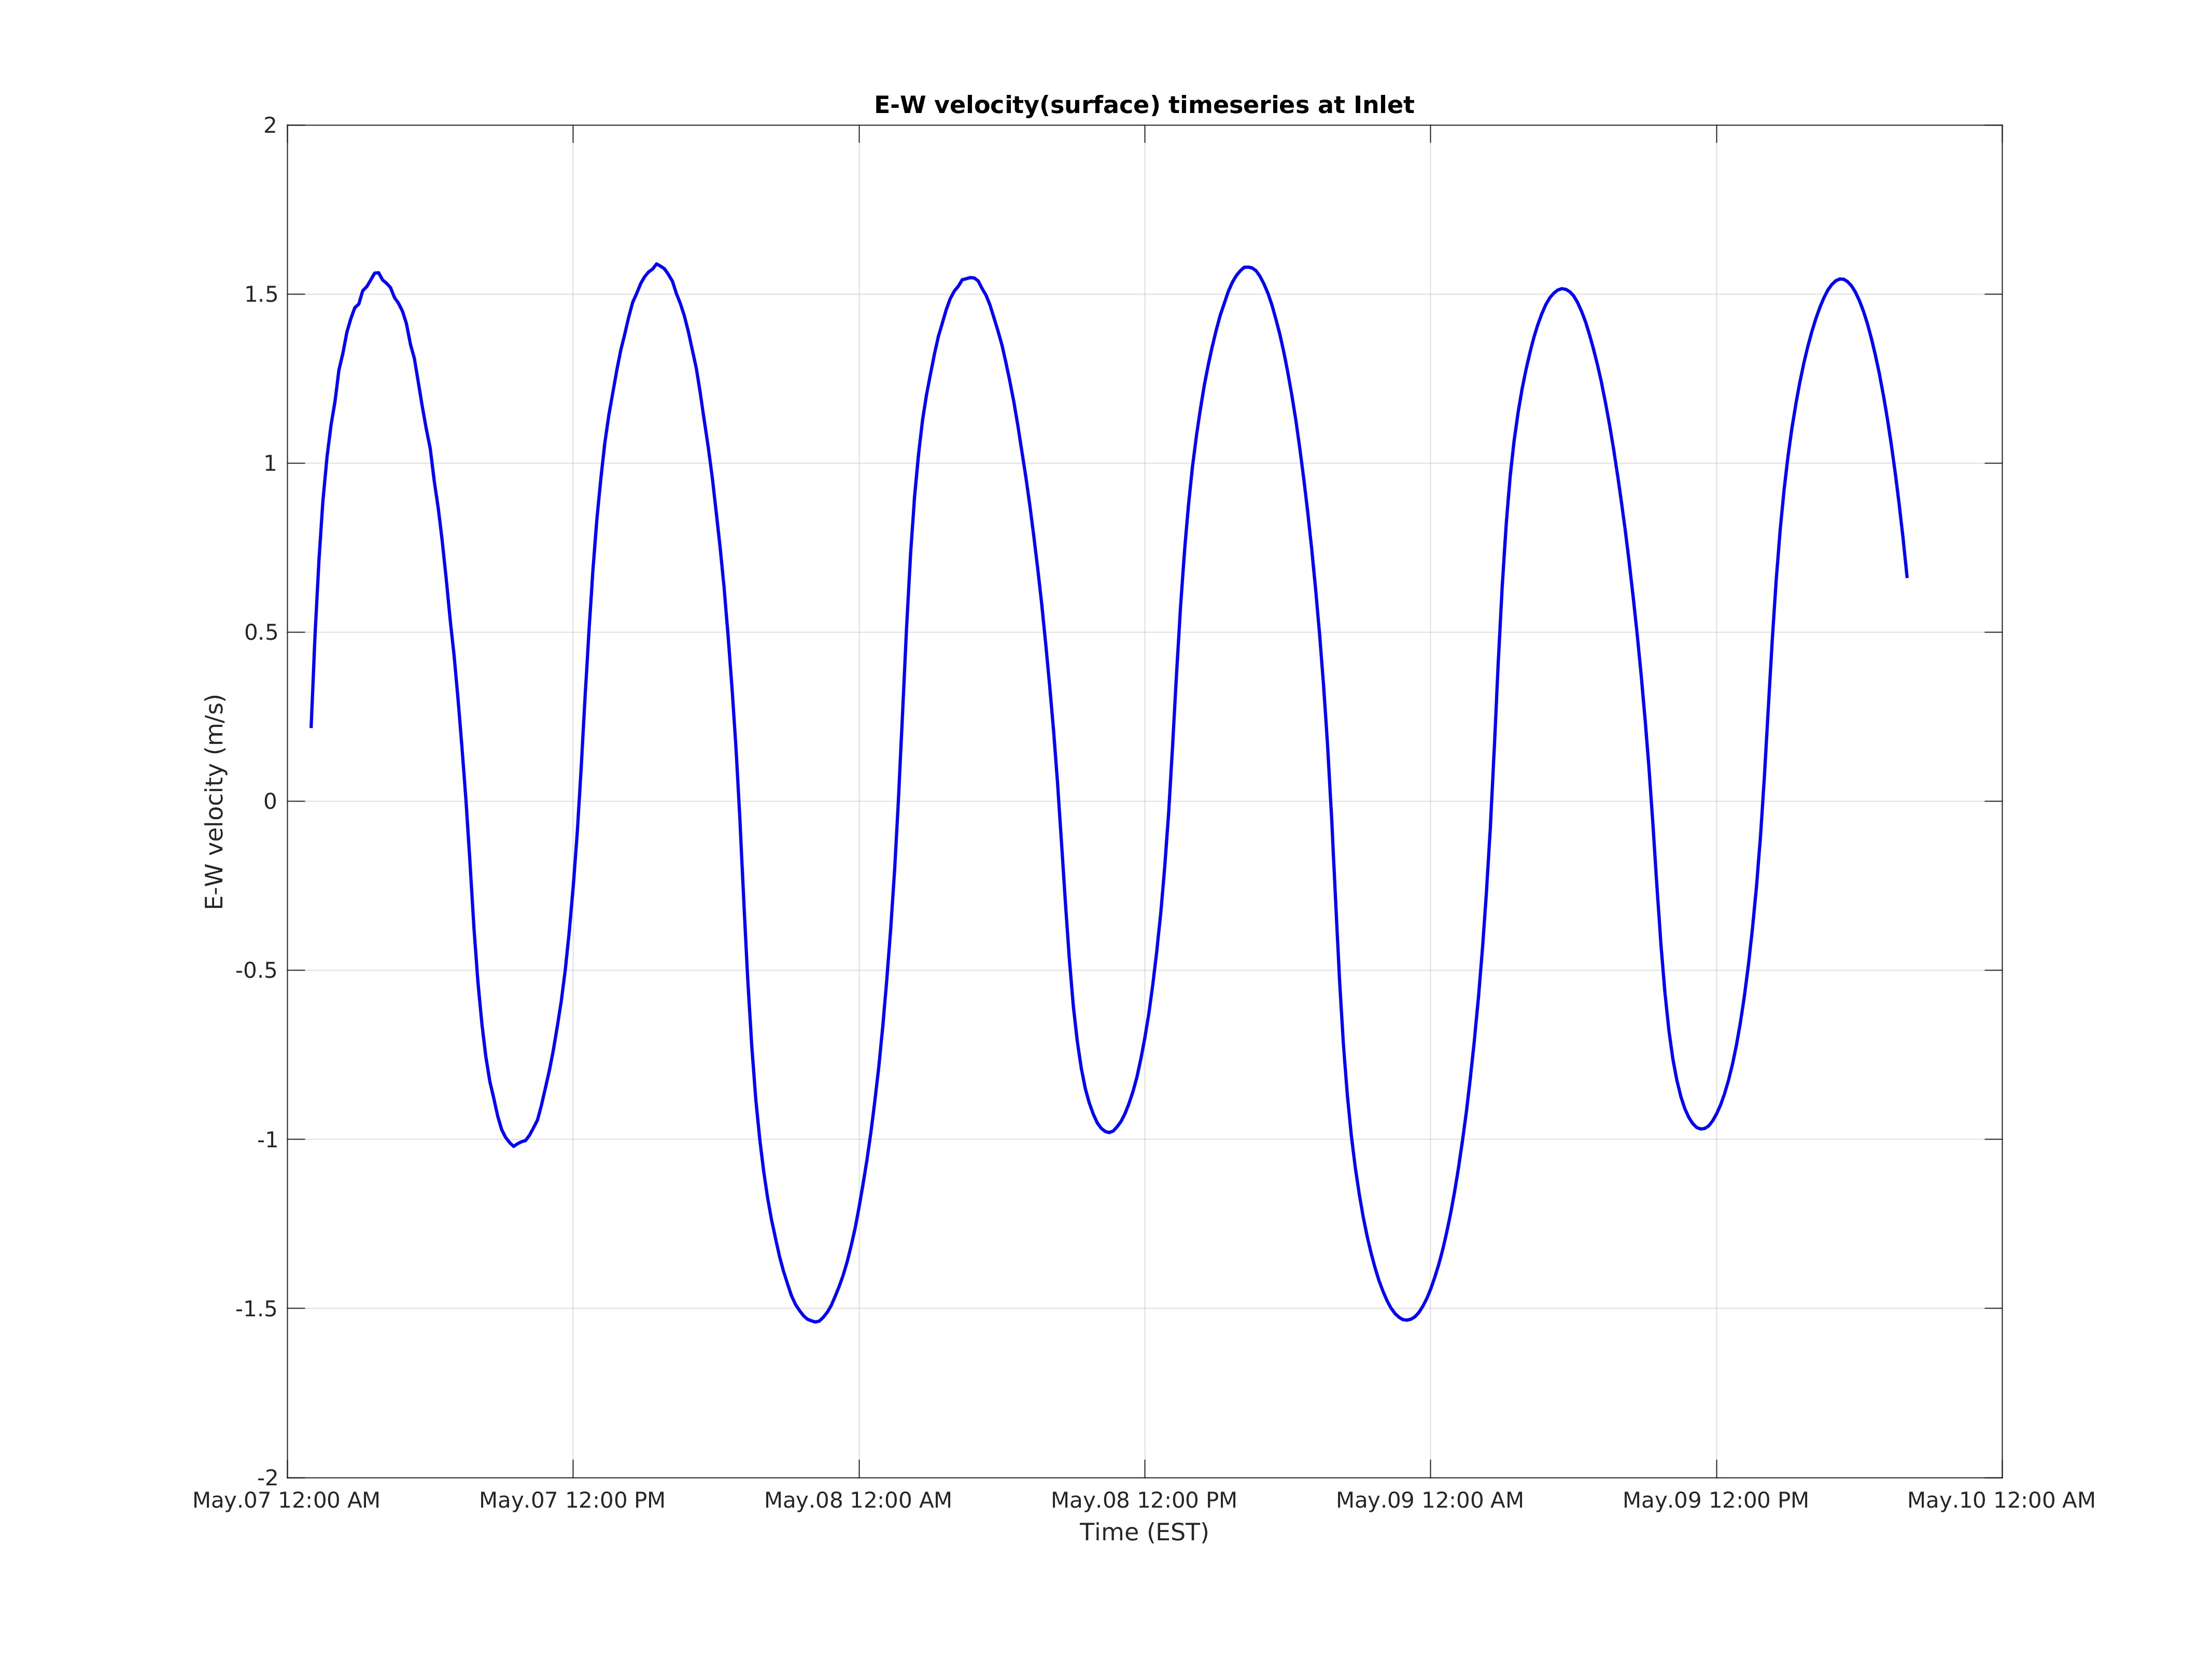 E-W velocity(surface) timeseries at Inlet
2
1.5
1
0.5
0
-0.5
-1
-1.5
-2
E-W velocity (m/s)
May.07 12:00 AM May.07 12:00 PM May.08 12:00 AM May.08 12:00 PM May.09 12:00 AM May.09 12:00 PM May.10 12:00 AM
Time (EST)